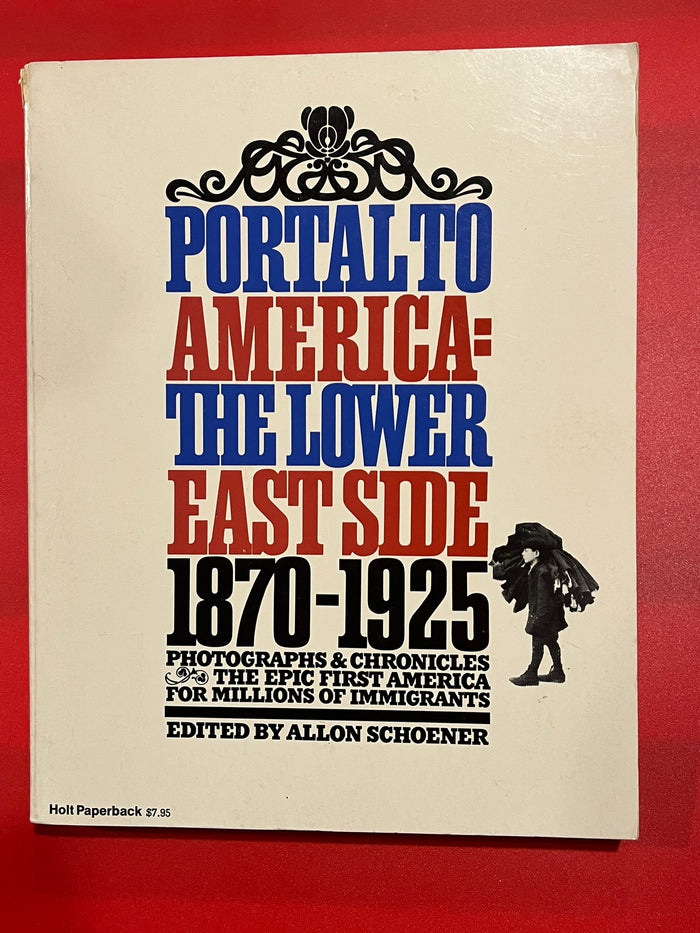 PORTAL TO
AMERICA:
THE LOWER
EAST SIDE
1870-1925
PHOTOGRAPHS & CHRONICLES
THE EPIC FIRST AMERICA
FOR MILLIONS OF IMMIGRANTS
EDITED BY ALLON SCHOENER
Holt Paperback $7.95